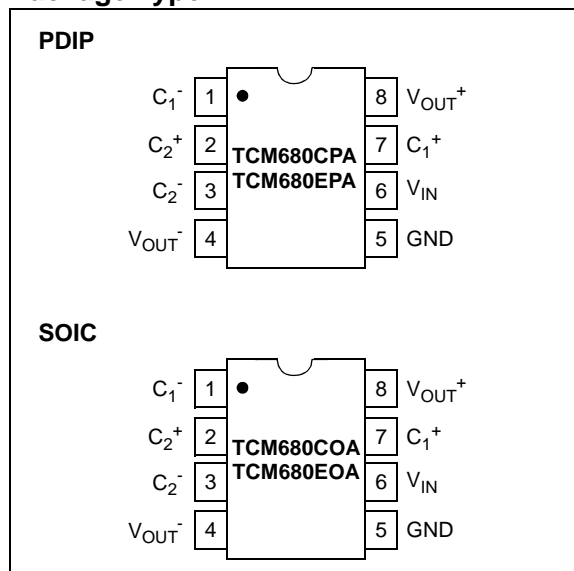 PDIP
C1- 1 8 VOUT+
C2+ 2 7 C1+
TCM680CPA
TCM680EPA
C2- 3 6 VIN
VOUT- 4 5 GND
SOIC
C1- 1 8 VOUT+
C2+ 2 7 C1+
TCM680COA
TCM680EOA
C2- 3 6 VIN
VOUT- 4 5 GND